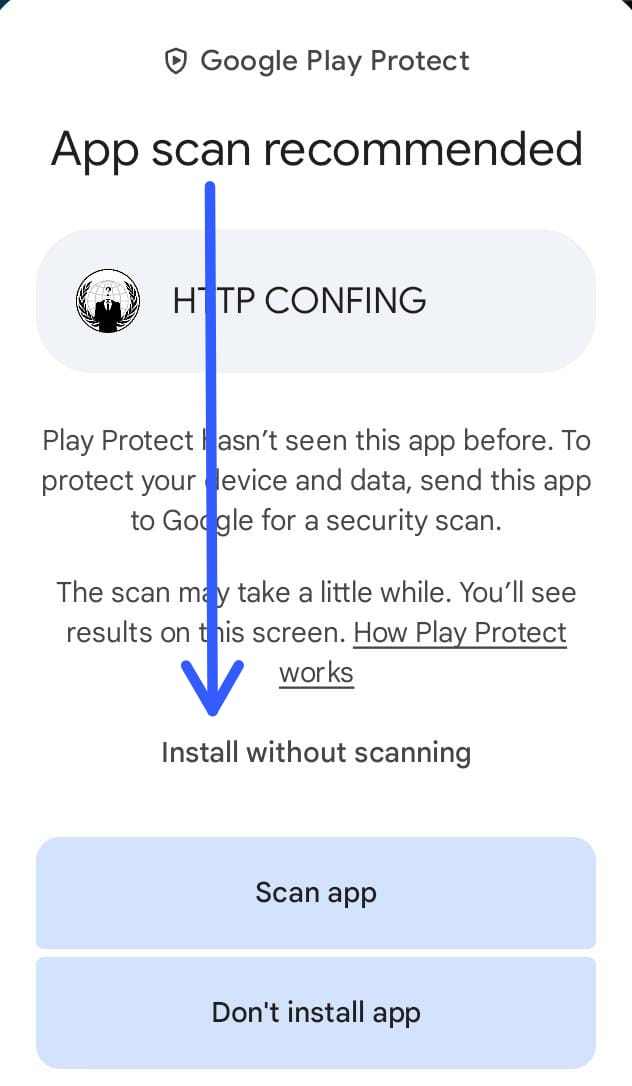 Google Play Protect
App scan recommended
HTTP CONFING
Play Protect hasn’t seen this app before. To
protect your device and data, send this app
to Google for a security scan.
The scan may take a little while. You’ll see
results on this screen. How Play Protect
works
Install without scanning
Scan app
Don't install app